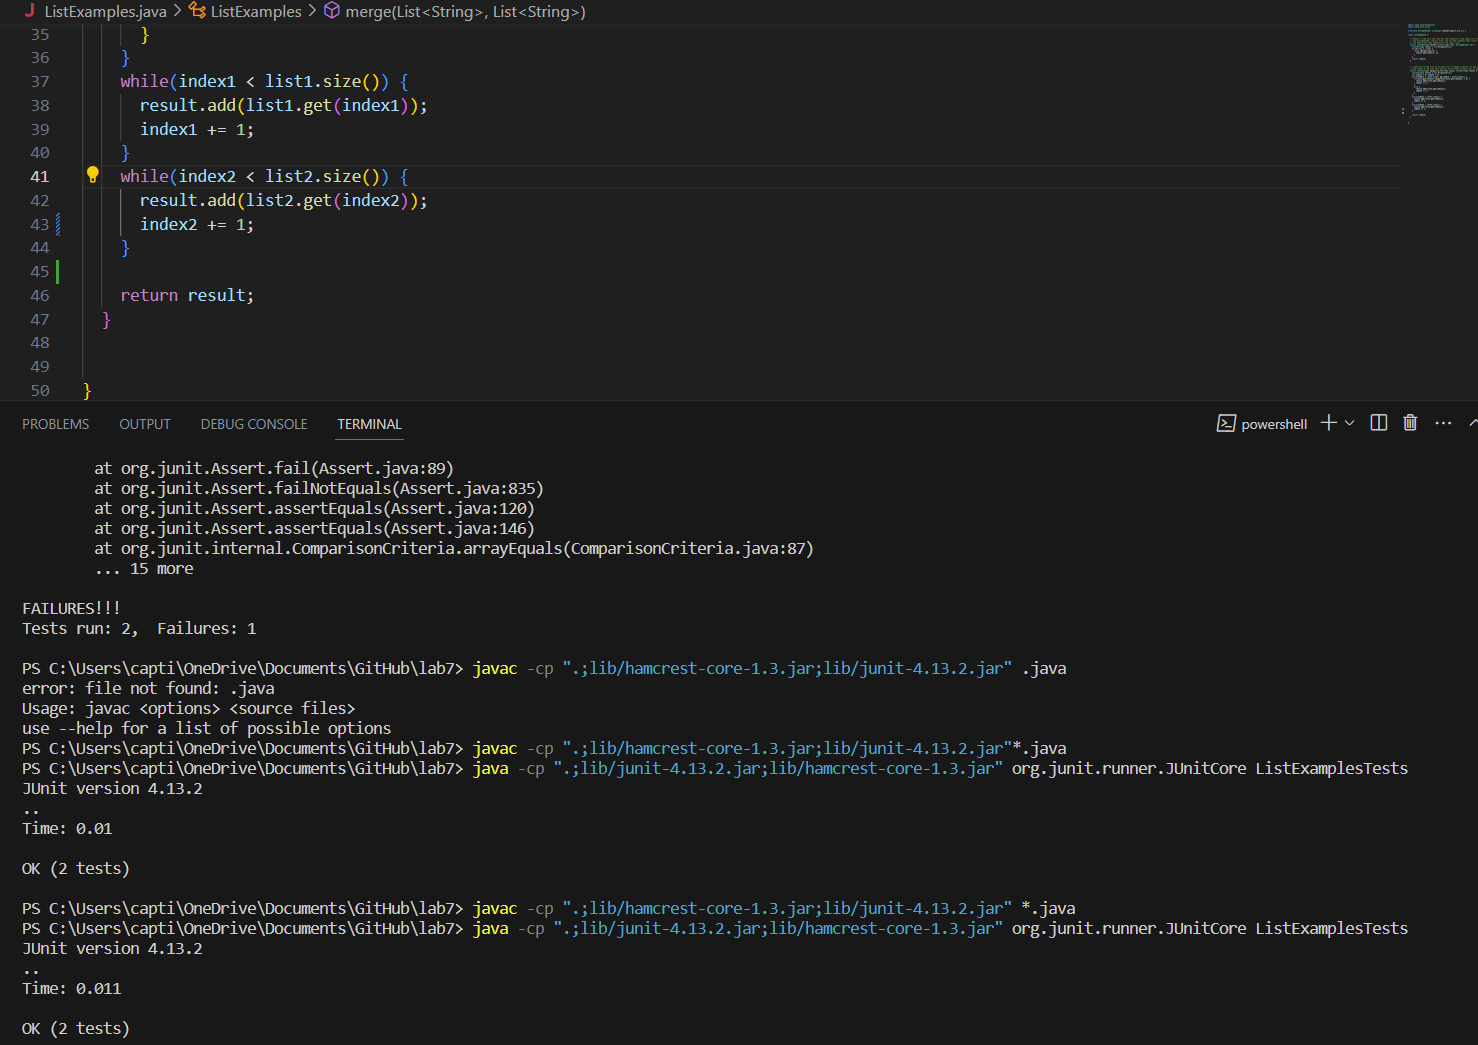 ListExamples.java > ListExamples > merge(List<String>, List<String>)
35 }
36 }
37 while(index1 < list1.size()) {
38 result.add(list1.get(index1));
39 index1 += 1;
40 }
41 while(index2 < list2.size()) {
42 result.add(list2.get(index2));
43 index2 += 1;
44 }
45
46 return result;
47 }
48
49
50 }
PROBLEMS OUTPUT DEBUG CONSOLE TERMINAL powershell
at org.junit.Assert.fail(Assert.java:89)
at org.junit.Assert.failNotEquals(Assert.java:835)
at org.junit.Assert.assertEquals(Assert.java:120)
at org.junit.Assert.assertEquals(Assert.java:146)
at org.junit.internal.ComparisonCriteria.arrayEquals(ComparisonCriteria.java:87)
... 15 more
FAILURES!!!
Tests run: 2,  Failures: 1
PS C:\Users\capti\OneDrive\Documents\GitHub\lab7> javac -cp ".;lib/hamcrest-core-1.3.jar;lib/junit-4.13.2.jar" .java
error: file not found: .java
Usage: javac <options> <source files>
use --help for a list of possible options
PS C:\Users\capti\OneDrive\Documents\GitHub\lab7> javac -cp ".;lib/hamcrest-core-1.3.jar;lib/junit-4.13.2.jar"*.java
PS C:\Users\capti\OneDrive\Documents\GitHub\lab7> java -cp ".;lib/junit-4.13.2.jar;lib/hamcrest-core-1.3.jar" org.junit.runner.JUnitCore ListExamplesTests
JUnit version 4.13.2
..
Time: 0.01
OK (2 tests)
PS C:\Users\capti\OneDrive\Documents\GitHub\lab7> javac -cp ".;lib/hamcrest-core-1.3.jar;lib/junit-4.13.2.jar" *.java
PS C:\Users\capti\OneDrive\Documents\GitHub\lab7> java -cp ".;lib/junit-4.13.2.jar;lib/hamcrest-core-1.3.jar" org.junit.runner.JUnitCore ListExamplesTests
JUnit version 4.13.2
..
Time: 0.011
OK (2 tests)